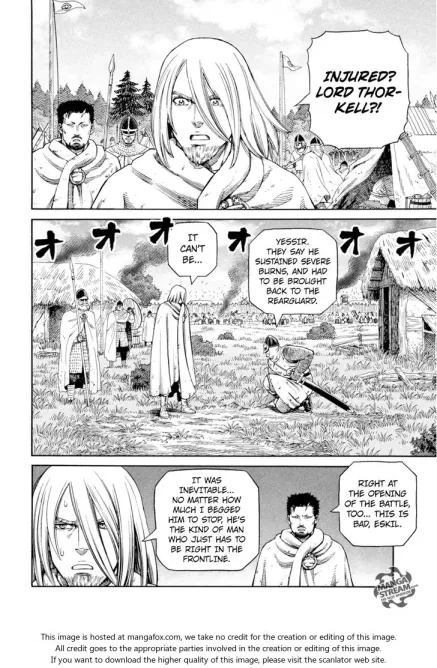 INJURED?
LORD THOR-
KELL?!
オ オ オ オ オ オ
IT
CAN'T
BE...
YESSIR.
THEY SAY HE
SUSTAINED SEVERE
BURNS, AND HAD
TO BE BROUGHT
BACK TO THE
REARGUARD.
IT WAS
INEVITABLE...
NO MATTER HOW
MUCH I BEGGED
HIM TO STOP, HE'S
THE KIND OF MAN
WHO JUST HAS TO
BE RIGHT IN THE
FRONTLINE.
RIGHT AT
THE OPENING
OF THE BATTLE,
TOO... THIS IS
BAD, ESKIL.
MANGA
STREAM
This image is hosted at mangafox.com, we take no credit for the creation or editing of this image.
All credit goes to the appropriate parties involved in the creation or editing of this image.
If you want to download the higher quality of this image, please visit the scanlator web site.